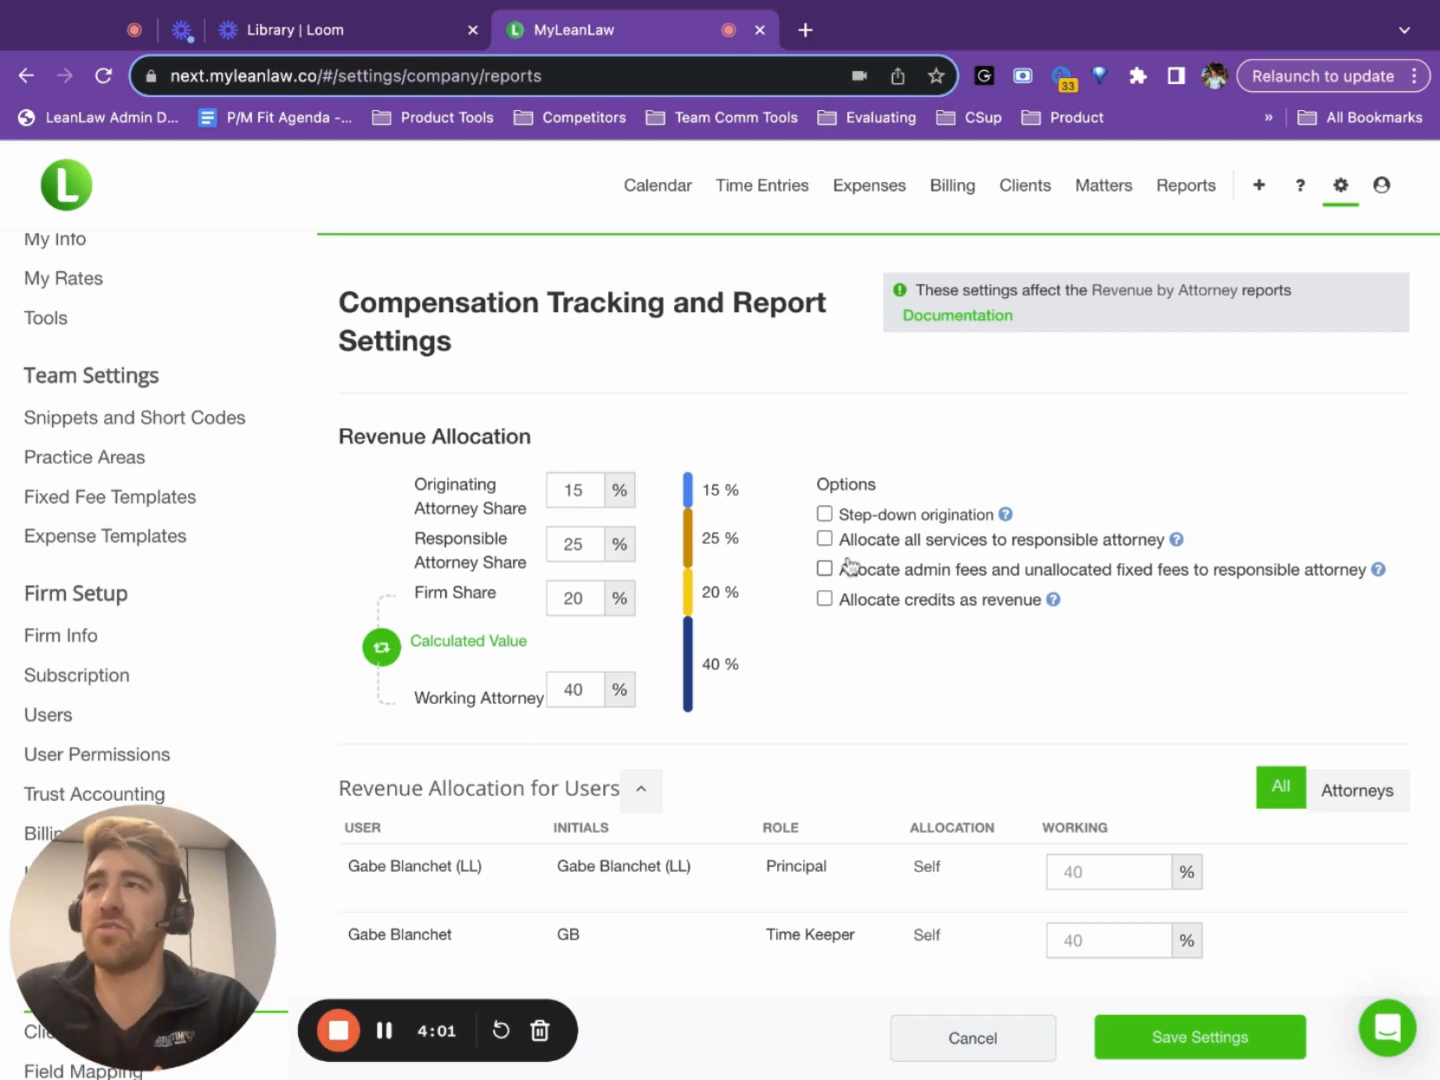 Library | Loom
MyLeanLaw
next.myleanlaw.co/#/settings/company/reports
33
Relaunch to update
LeanLaw Admin D...
P/M Fit Agenda -...
Product Tools
Competitors
Team Comm Tools
Evaluating
CSup
Product
»
All Bookmarks
L
Calendar
Time Entries
Expenses
Billing
Clients
Matters
Reports
+
?
My Info
My Rates
Tools
Team Settings
Snippets and Short Codes
Practice Areas
Fixed Fee Templates
Expense Templates
Firm Setup
Firm Info
Subscription
Users
User Permissions
Trust Accounting
Field Mapping
Compensation Tracking and Report
Settings
These settings affect the Revenue by Attorney reports
Documentation
Revenue Allocation
Originating
Attorney Share
15 %
Responsible
Attorney Share
25 %
Firm Share
20 %
Calculated Value
Working Attorney
40 %
15 %
25 %
20 %
40 %
Options
Step-down origination
Allocate all services to responsible attorney
Allocate admin fees and unallocated fixed fees to responsible attorney
Allocate credits as revenue
Revenue Allocation for Users
All
Attorneys
USER INITIALS ROLE ALLOCATION WORKING
Gabe Blanchet (LL) Gabe Blanchet (LL) Principal Self 40 %
Gabe Blanchet GB Time Keeper Self 40 %
4:01
Cancel
Save Settings